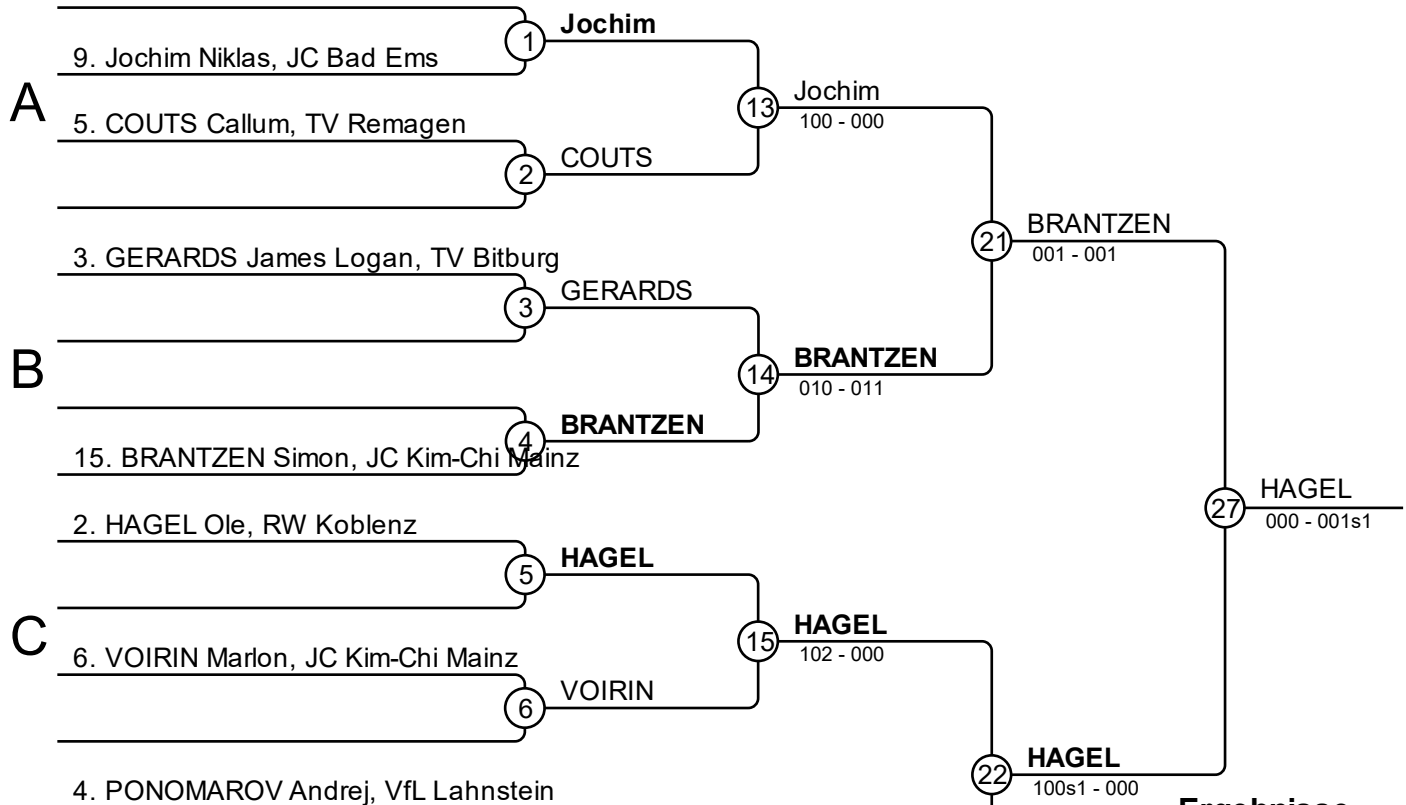 Jochim
1
9. Jochim Niklas, JC Bad Ems
A
Jochim
13
100 - 000
5. COUTS Callum, TV Remagen
COUTS
2
BRANTZEN
21
001 - 001
3. GERARDS James Logan, TV Bitburg
GERARDS
3
B
BRANTZEN
14
010 - 011
BRANTZEN
4
15. BRANTZEN Simon, JC Kim-Chi Mainz
HAGEL
27
000 - 001s1
2. HAGEL Ole, RW Koblenz
HAGEL
5
C
HAGEL
15
102 - 000
6. VOIRIN Marlon, JC Kim-Chi Mainz
VOIRIN
6
HAGEL
22
100s1 - 000
4. PONOMAROV Andrej, VfL Lahnstein
Ergebnisse